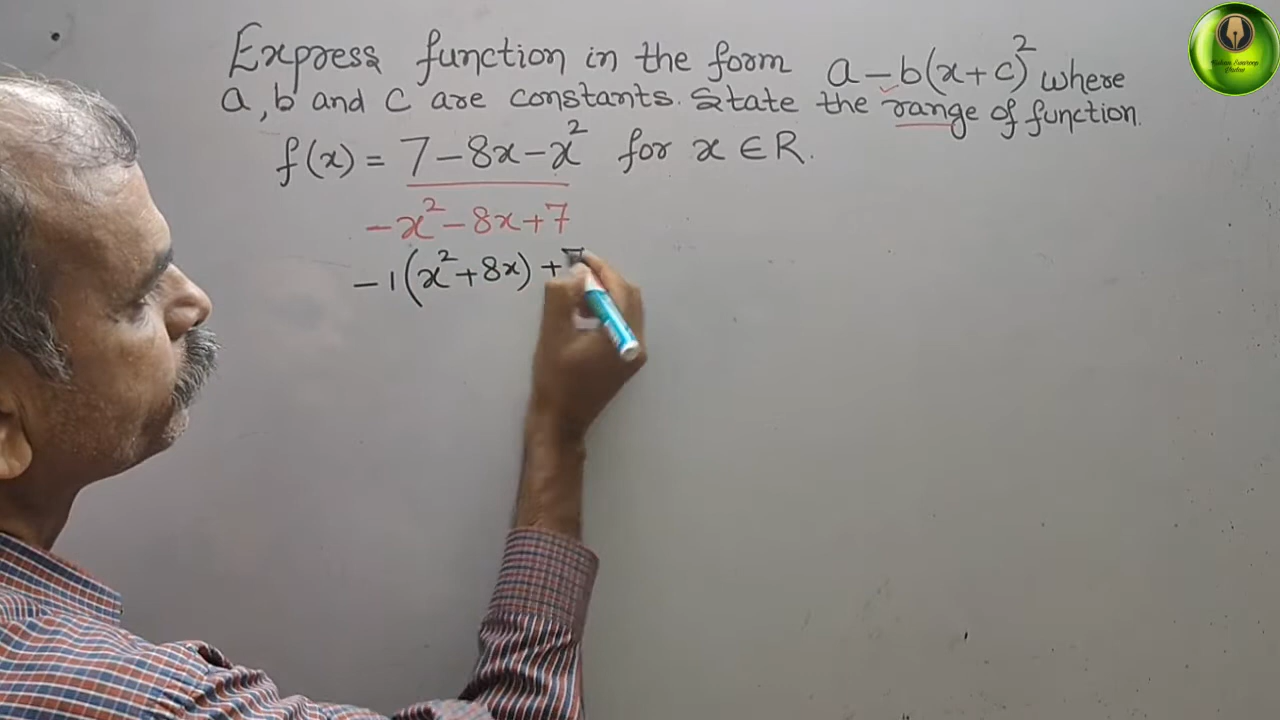 Express function in the form a-b(x+c)² where
a, b and c are constants. State the range of function.
f(x) = 7-8x-x² for x ∈ R.
-x²-8x+7
-1(x²+8x)+7